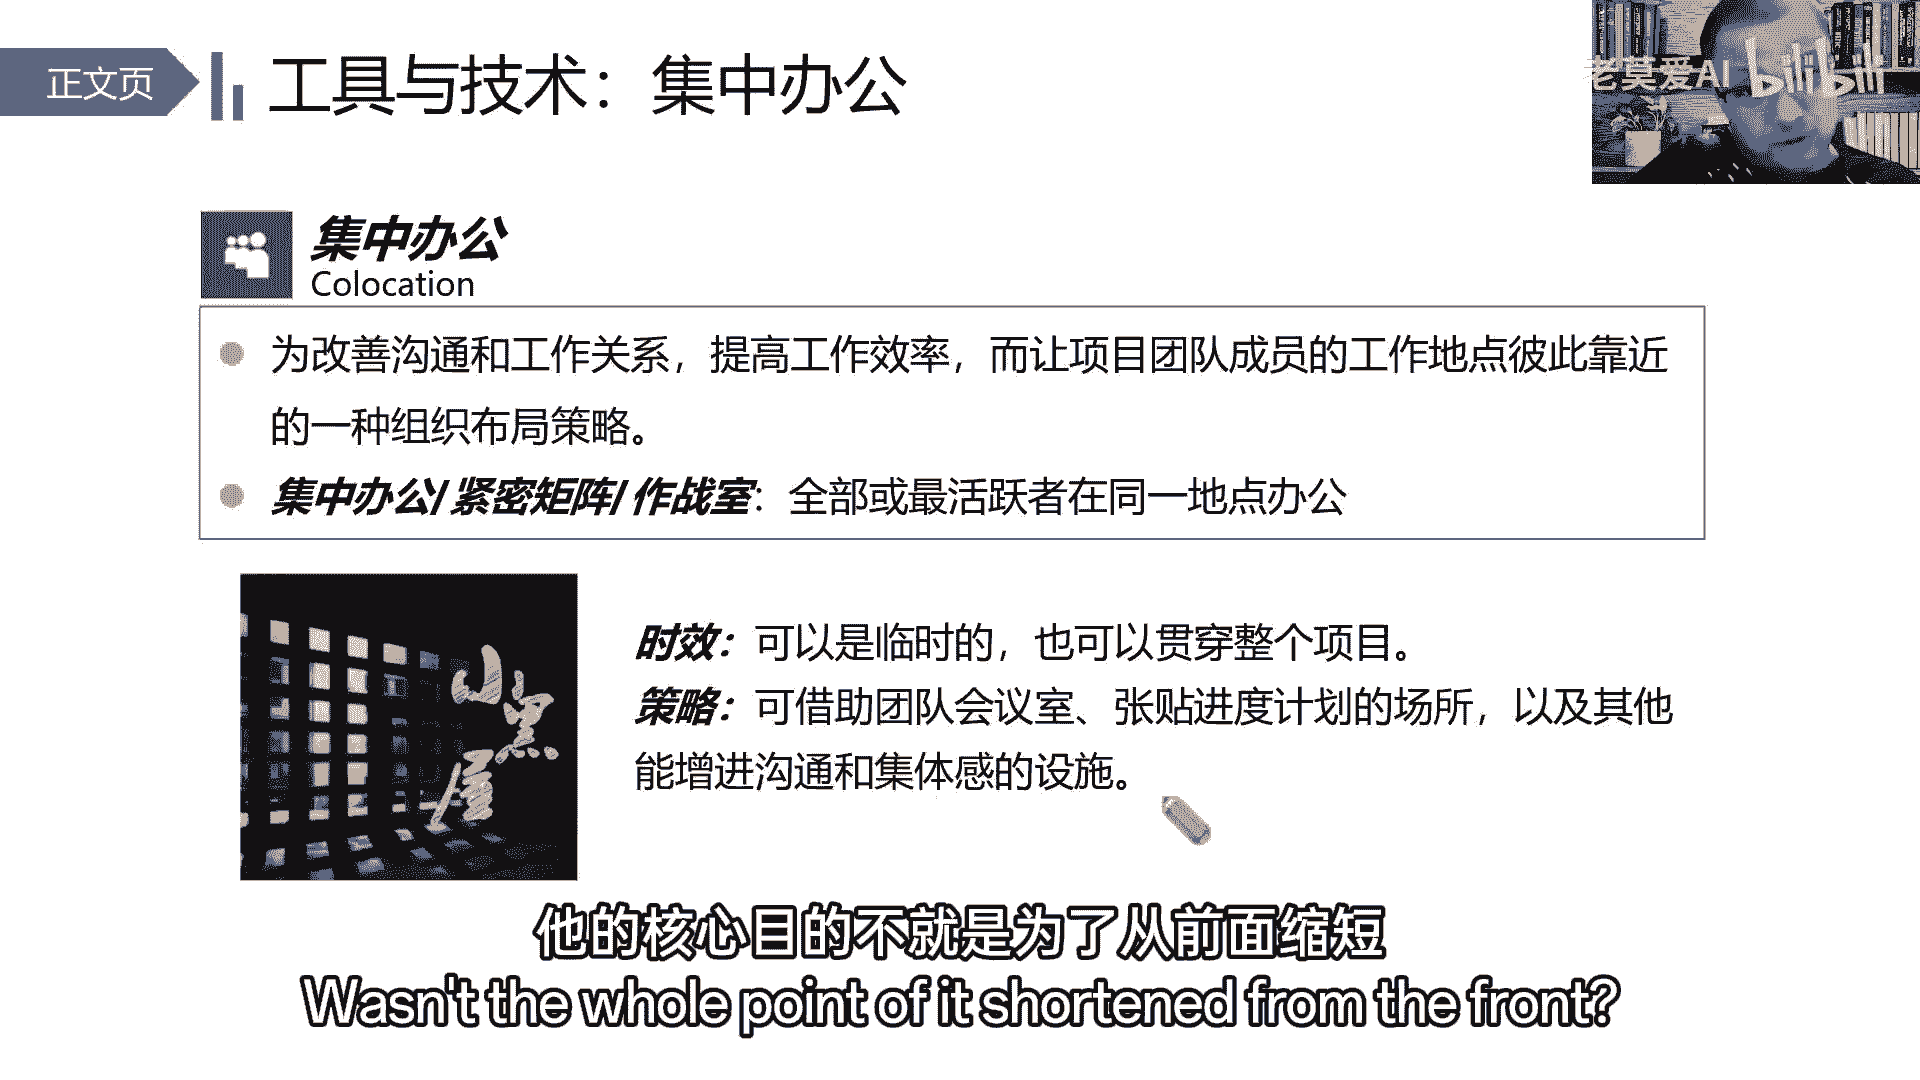 正文页
工具与技术：集中办公
老莫爱AI bilibili
集中办公
Colocation
为改善沟通和工作关系，提高工作效率，而让项目团队成员的工作地点彼此靠近
的一种组织布局策略。
集中办公/紧密矩阵/作战室：全部或最活跃者在同一地点办公
小黑屋
时效：可以是临时的，也可以贯穿整个项目。
策略：可借助团队会议室、张贴进度计划的场所，以及其他
能增进沟通和集体感的设施。
他的核心目的不就是为了从前面缩短
Wasn't the whole point of it shortened from the front?